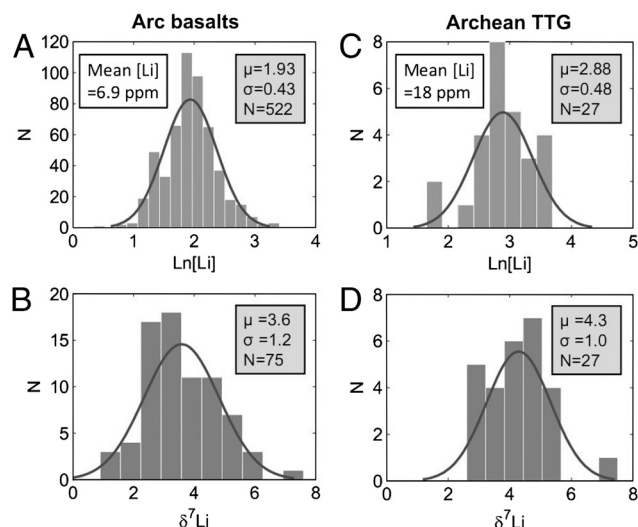 Arc basalts
Archean TTG
A
120
100
80
60
40
20
0
N
Mean [Li]
=6.9 ppm
μ=1.93
σ=0.43
N=522
0 1 2 3 4
Ln[Li]
C
8
6
4
2
0
N
Mean [Li]
=18 ppm
μ=2.88
σ=0.48
N=27
1 2 3 4 5
Ln[Li]
B
20
15
10
5
0
N
μ =3.6
σ =1.2
N=75
0 2 4 6 8
δ⁷Li
D
8
6
4
2
0
N
μ =4.3
σ =1.0
N=27
0 2 4 6 8
δ⁷Li